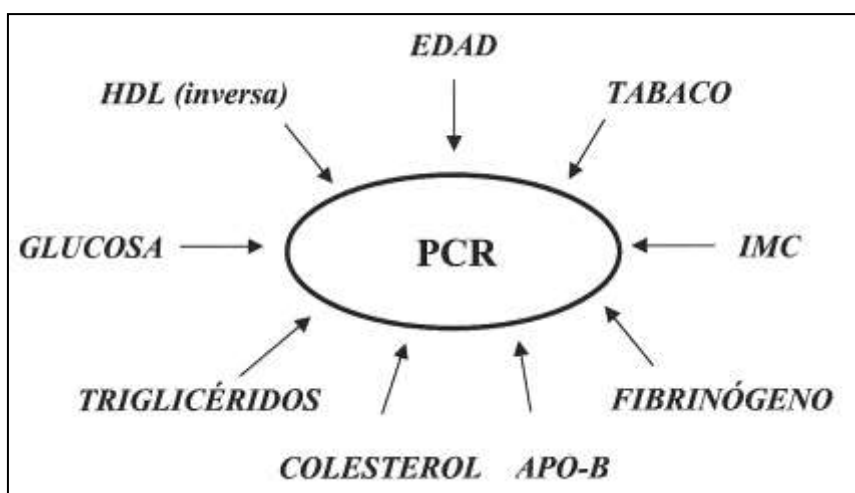 EDAD
HDL (inversa)
TABACO
GLUCOSA
PCR
IMC
TRIGLICÉRIDOS
FIBRINÓGENO
COLESTEROL
APO-B